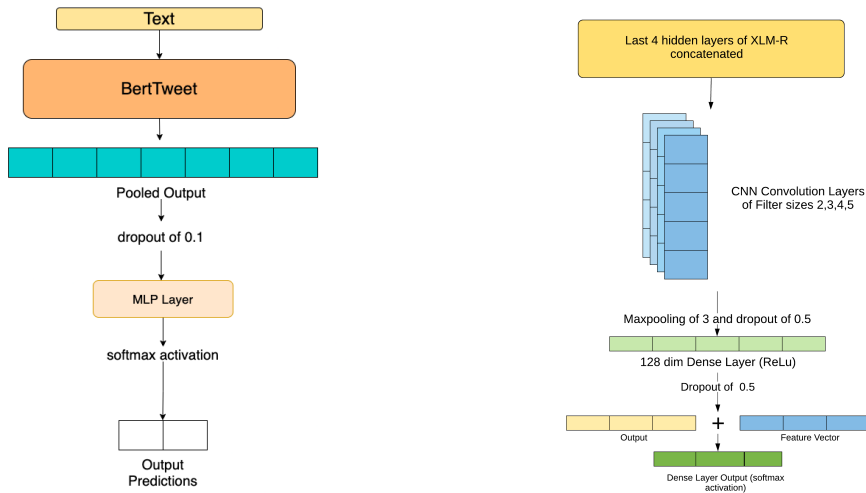 Text
BertTweet
Pooled Output
dropout of 0.1
MLP Layer
softmax activation
Output
Predictions
Last 4 hidden layers of XLM-R
concatenated
CNN Convolution Layers
of Filter sizes 2,3,4,5
Maxpooling of 3 and dropout of 0.5
128 dim Dense Layer (ReLu)
Dropout of 0.5
+
Output
Feature Vector
Dense Layer Output (softmax
activation)